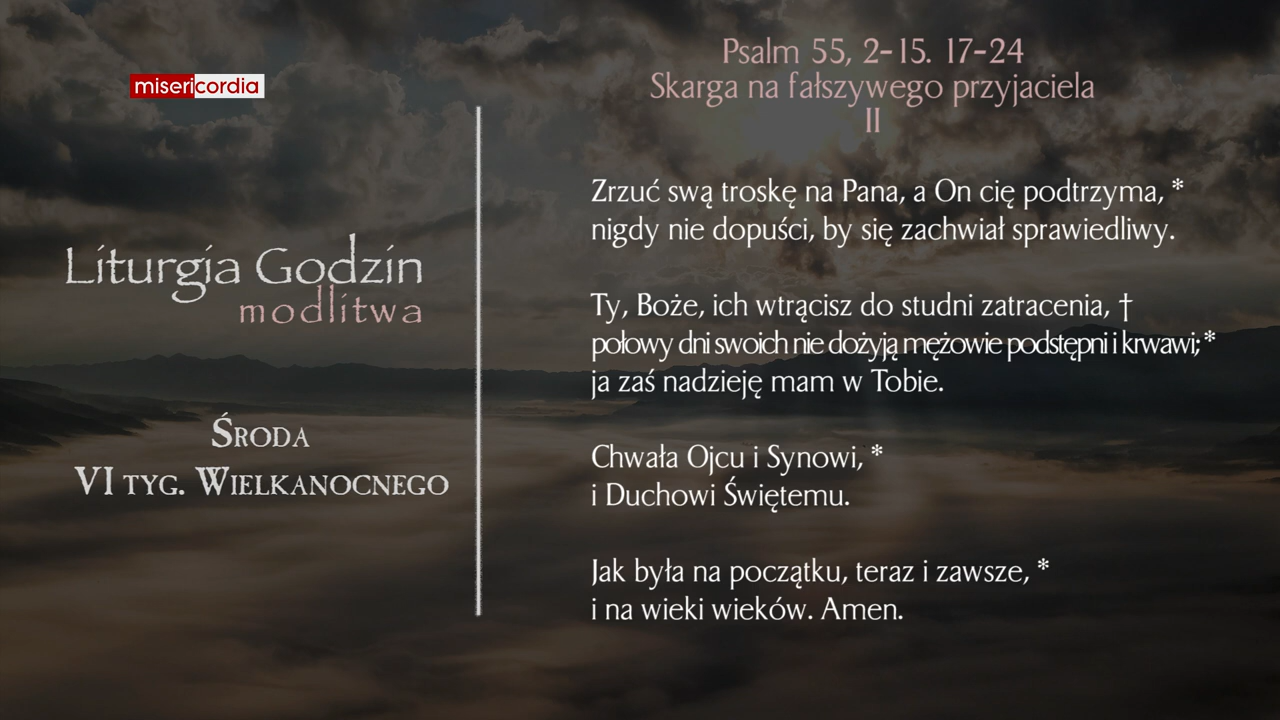 misericordia
Liturgia Godzin
modlitwa
Środa
VI tyg. Wielkanocnego
Psalm 55, 2-15. 17-24
Skarga na fałszywego przyjaciela
II
Zrzuć swą troskę na Pana, a On cię podtrzyma, *
nigdy nie dopuści, by się zachwiał sprawiedliwy.
Ty, Boże, ich wtrącisz do studni zatracenia, †
połowy dni swoich nie dożyją mężowie podstępni i krwawi; *
ja zaś nadzieję mam w Tobie.
Chwała Ojcu i Synowi, *
i Duchowi Świętemu.
Jak była na początku, teraz i zawsze, *
i na wieki wieków. Amen.